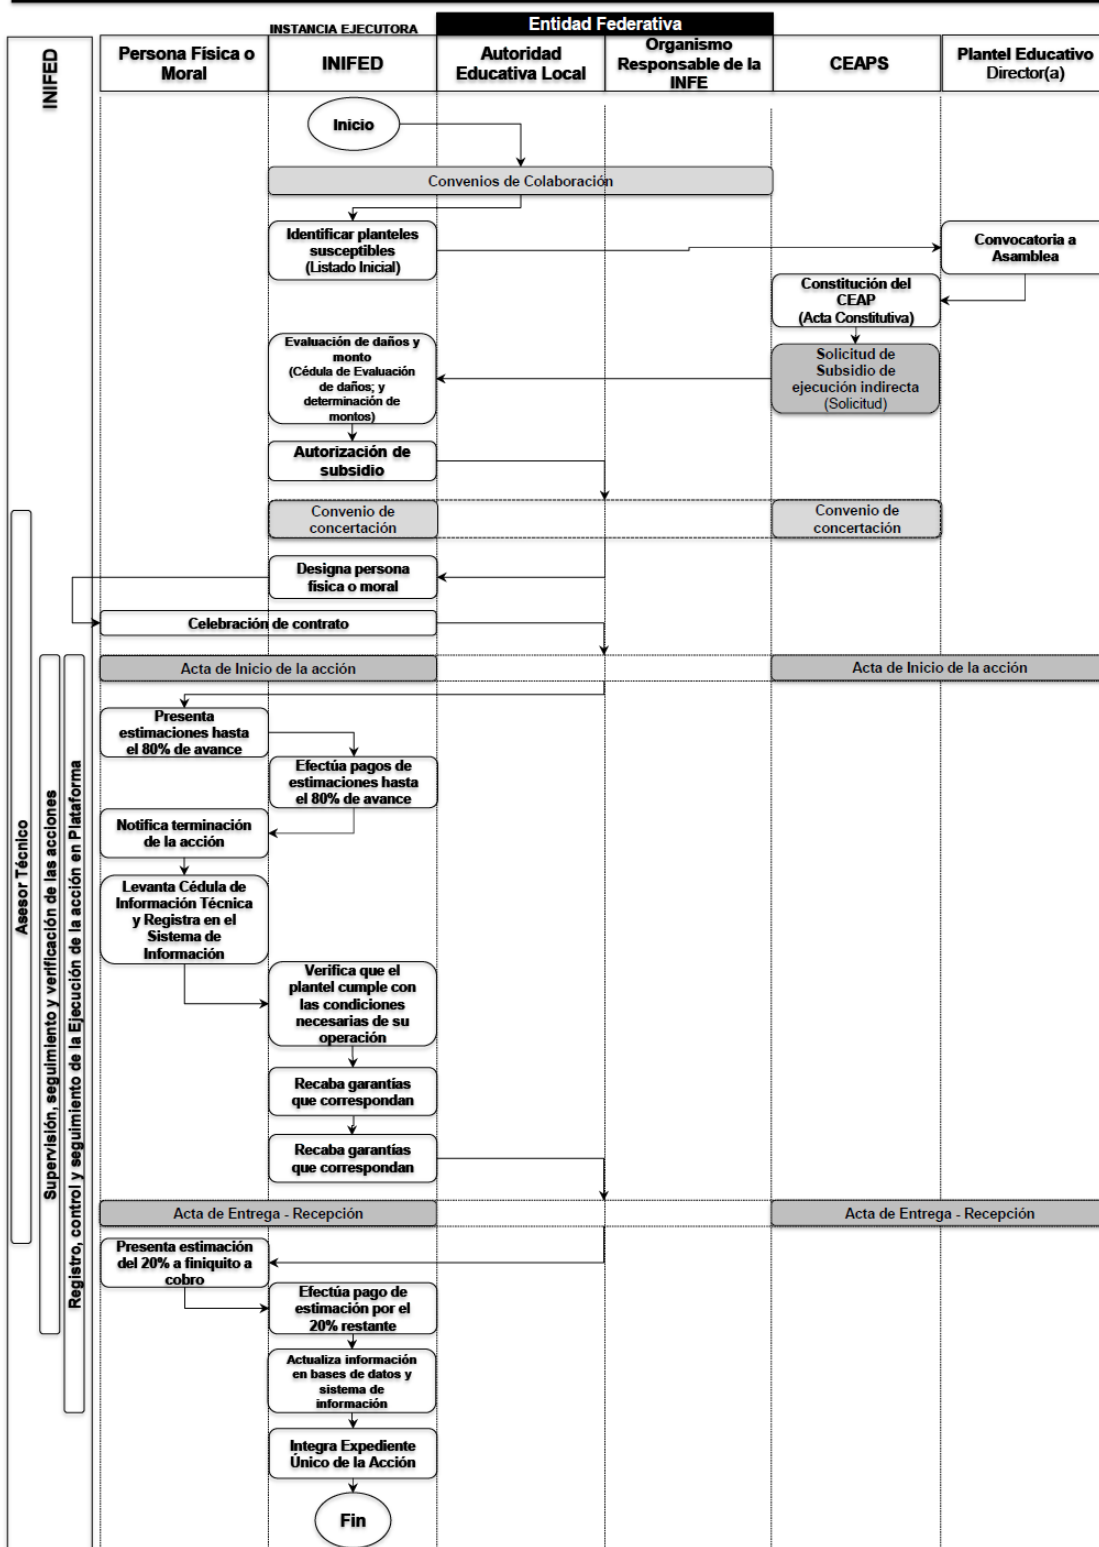 Entidad Federativa
INSTANCIA EJECUTORA
INIFED
Persona Física o
Moral
INIFED
Autoridad
Educativa Local
Organismo
Responsable de la
INFE
CEAPS
Plantel Educativo
Director(a)
Inicio
Convenios de Colaboración
Identificar planteles
susceptibles
(Listado Inicial)
Convocatoria a
Asamblea
Constitución del
CEAP
(Acta Constitutiva)
Evaluación de daños y
monto
(Cédula de Evaluación
de daños; y
determinación de
montos)
Solicitud de
Subsidio de
ejecución indirecta
(Solicitud)
Autorización de
subsidio
Convenio de
concertación
Convenio de
concertación
Designa persona
física o moral
Celebración de contrato
Acta de Inicio de la acción
Acta de Inicio de la acción
Presenta
estimaciones hasta
el 80% de avance
Efectúa pagos de
estimaciones hasta
el 80% de avance
Notifica terminación
de la acción
Levanta Cédula de
Información Técnica
y Registra en el
Sistema de
Información
Verifica que el
plantel cumple con
las condiciones
necesarias de su
operación
Recaba garantías
que correspondan
Recaba garantías
que correspondan
Acta de Entrega - Recepción
Acta de Entrega - Recepción
Presenta estimación
del 20% a finiquito a
cobro
Efectúa pago de
estimación por el
20% restante
Actualiza información
en bases de datos y
sistema de
información
Integra Expediente
Único de la Acción
Fin
Asesor Técnico
Supervisión, seguimiento y verificación de las acciones
Registro, control y seguimiento de la Ejecución de la acción en Plataforma